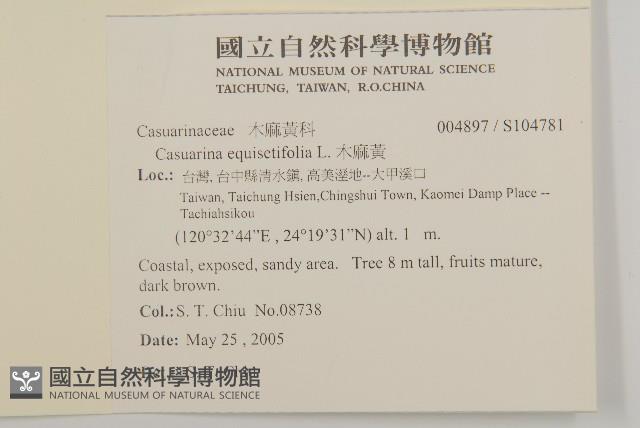 國立自然科學博物館
NATIONAL MUSEUM OF NATURAL SCIENCE
TAICHUNG, TAIWAN, R.O.CHINA
Casuarinaceae 木麻黃科 004897 / S104781
Casuarina equisetifolia L. 木麻黃
Loc.: 台灣, 台中縣清水鎮, 高美溼地--大甲溪口
Taiwan, Taichung Hsien,Chingshui Town, Kaomei Damp Place --
Tachiahsikou
(120°32'44”E , 24°19'31”N) alt. 1 m.
Coastal, exposed, sandy area. Tree 8 m tall, fruits mature,
dark brown.
Col.: S. T. Chiu No.08738
Date: May 25 , 2005
國立自然科學博物館
NATIONAL MUSEUM OF NATURAL SCIENCE